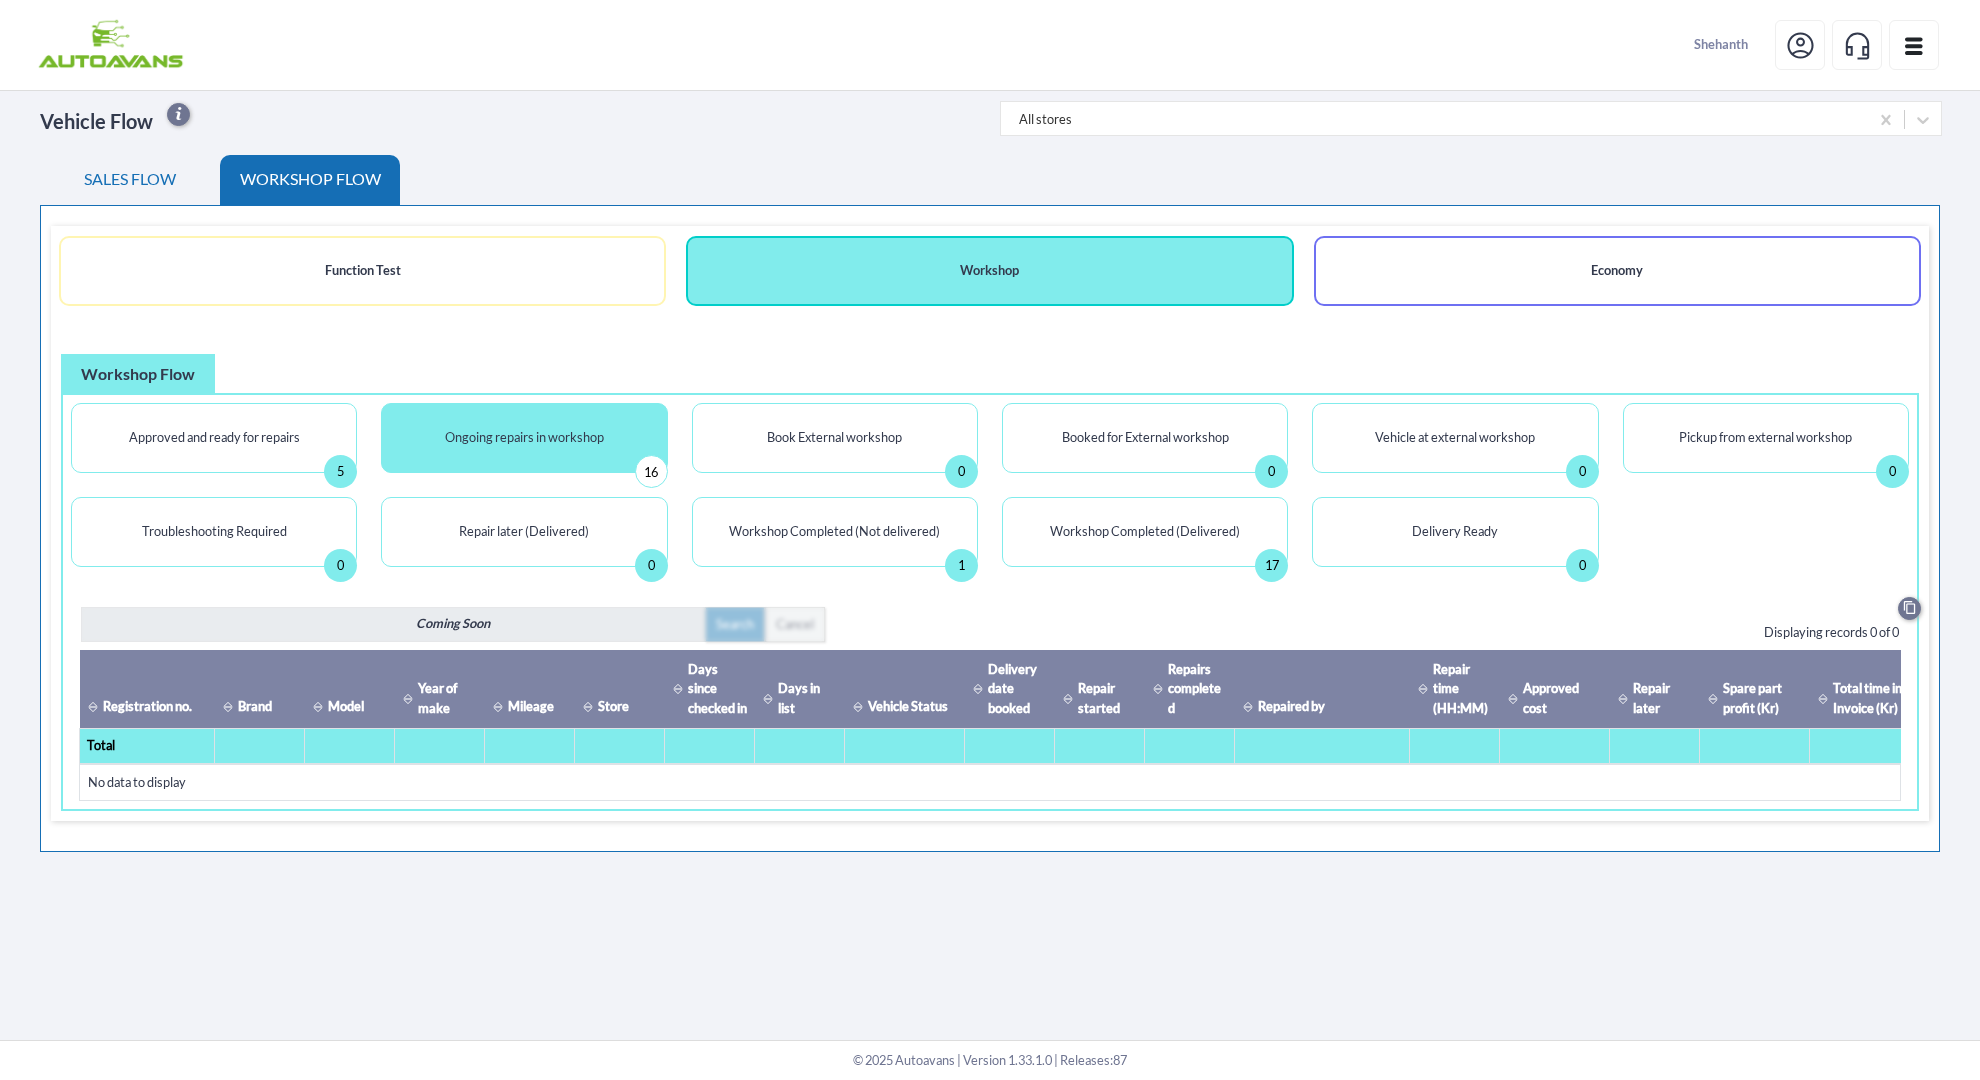 AUTOAVANS
Shehanth
Vehicle Flow
i
All stores
SALES FLOW
WORKSHOP FLOW
Function Test
Workshop
Economy
Workshop Flow
Approved and ready for repairs
5
Ongoing repairs in workshop
16
Book External workshop
0
Booked for External workshop
0
Vehicle at external workshop
0
Pickup from external workshop
0
Troubleshooting Required
0
Repair later (Delivered)
0
Workshop Completed (Not delivered)
1
Workshop Completed (Delivered)
17
Delivery Ready
0
Coming Soon
Search
Cancel
Displaying records 0 of 0
Registration no.
Brand
Model
Year of
make
Mileage
Store
Days
since
checked in
Days in
list
Vehicle Status
Delivery
date
booked
Repair
started
Repairs
complete
d
Repaired by
Repair
time
(HH:MM)
Approved
cost
Repair
later
Spare part
profit (Kr)
Total time in
Invoice (Kr)
Total
No data to display
© 2025 Autoavans | Version 1.33.1.0 | Releases:87